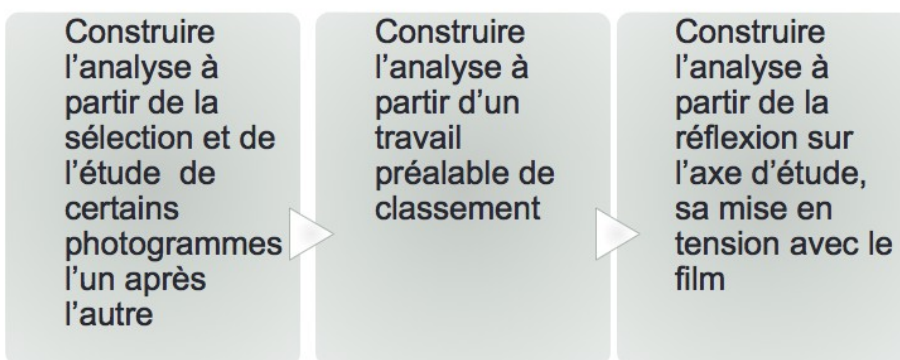 Construire
l’analyse à
partir de la
sélection et de
l’étude  de
certains
photogrammes
l’un après
l’autre
Construire
l’analyse à
partir d’un
travail
préalable de
classement
Construire
l’analyse à
partir de la
réflexion sur
l’axe d’étude,
sa mise en
tension avec le
film